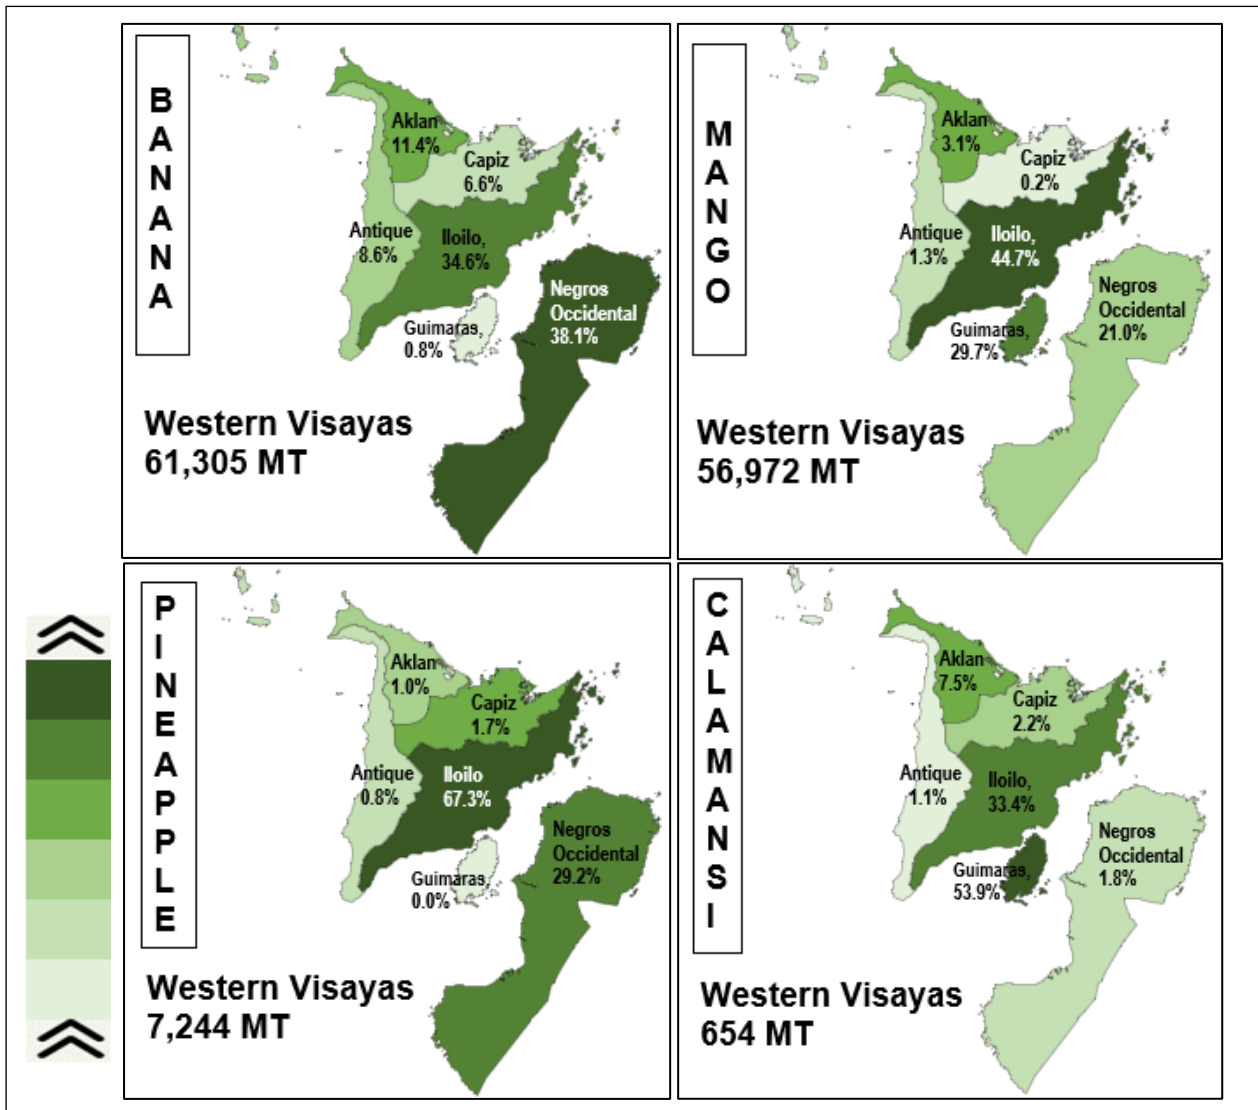 BANANA
Aklan
11.4%
Capiz
6.6%
Antique
8.6%
Iloilo,
34.6%
Negros
Occidental
38.1%
Guimaras,
0.8%
Western Visayas
61,305 MT
MANGO
Aklan
3.1%
Capiz
0.2%
Antique
1.3%
Iloilo,
44.7%
Negros
Occidental
21.0%
Guimaras,
29.7%
Western Visayas
56,972 MT
PINEAPPLE
Aklan
1.0%
Capiz
1.7%
Antique
0.8%
Iloilo
67.3%
Negros
Occidental
29.2%
Guimaras,
0.0%
Western Visayas
7,244 MT
CALAMANSI
Aklan
7.5%
Capiz
2.2%
Antique
1.1%
Iloilo,
33.4%
Negros
Occidental
1.8%
Guimaras,
53.9%
Western Visayas
654 MT